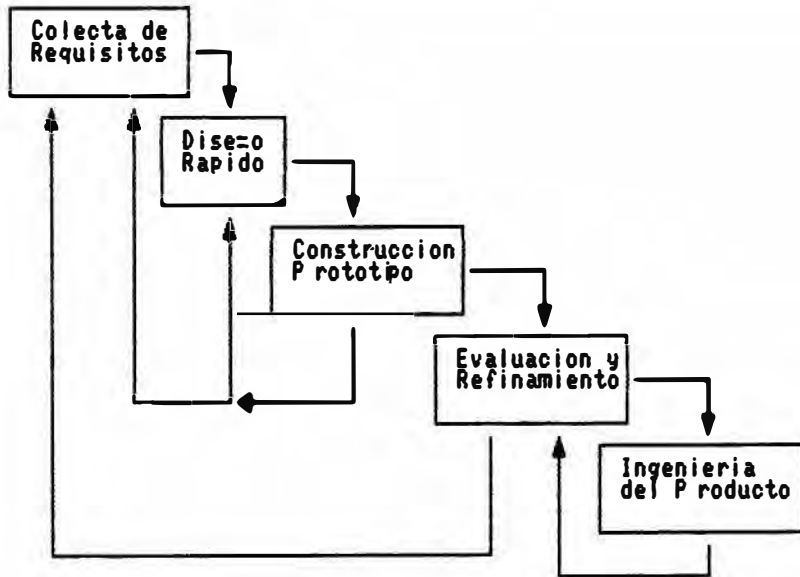 Colecta de
Requisitos
Dise=o
Rapido
Construccion
P rototipo
Evaluacion y
Refinamiento
Ingenieria
del P roducto